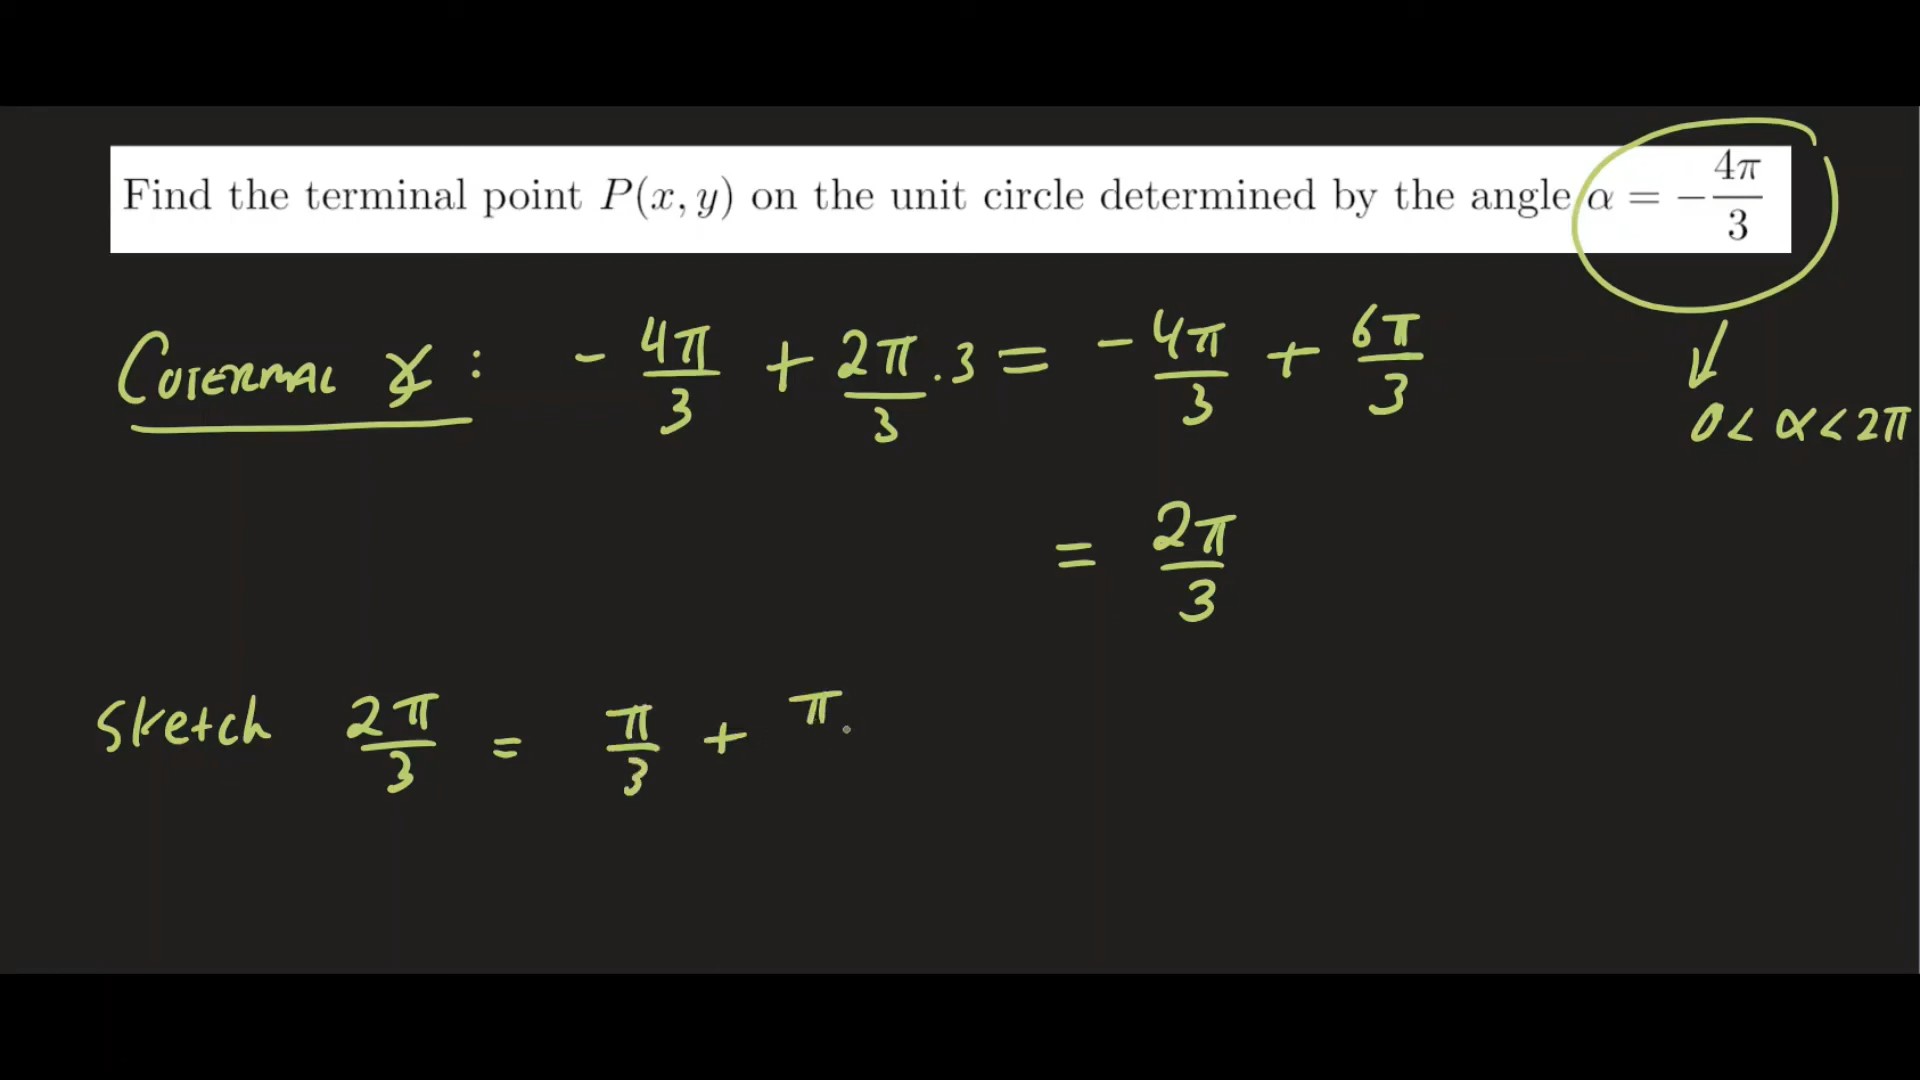 Find the terminal point P(x, y) on the unit circle determined by the angle α = −4π/3
COTERMAL ∡ : - 4π/3 + 2π/3 . 3 = - 4π/3 + 6π/3
0 < α < 2π
= 2π/3
Sketch 2π/3 = π/3 + π